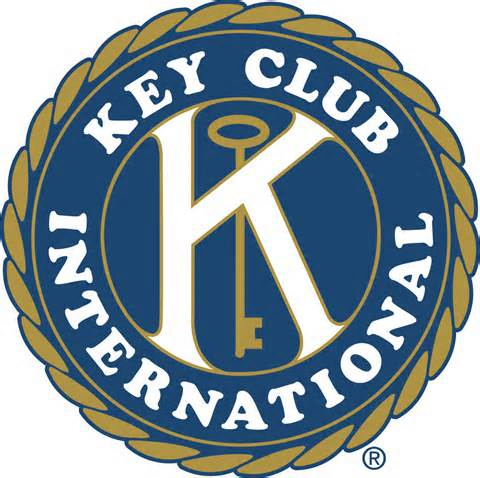 KEY CLUB
K
INTERNATIONAL
®